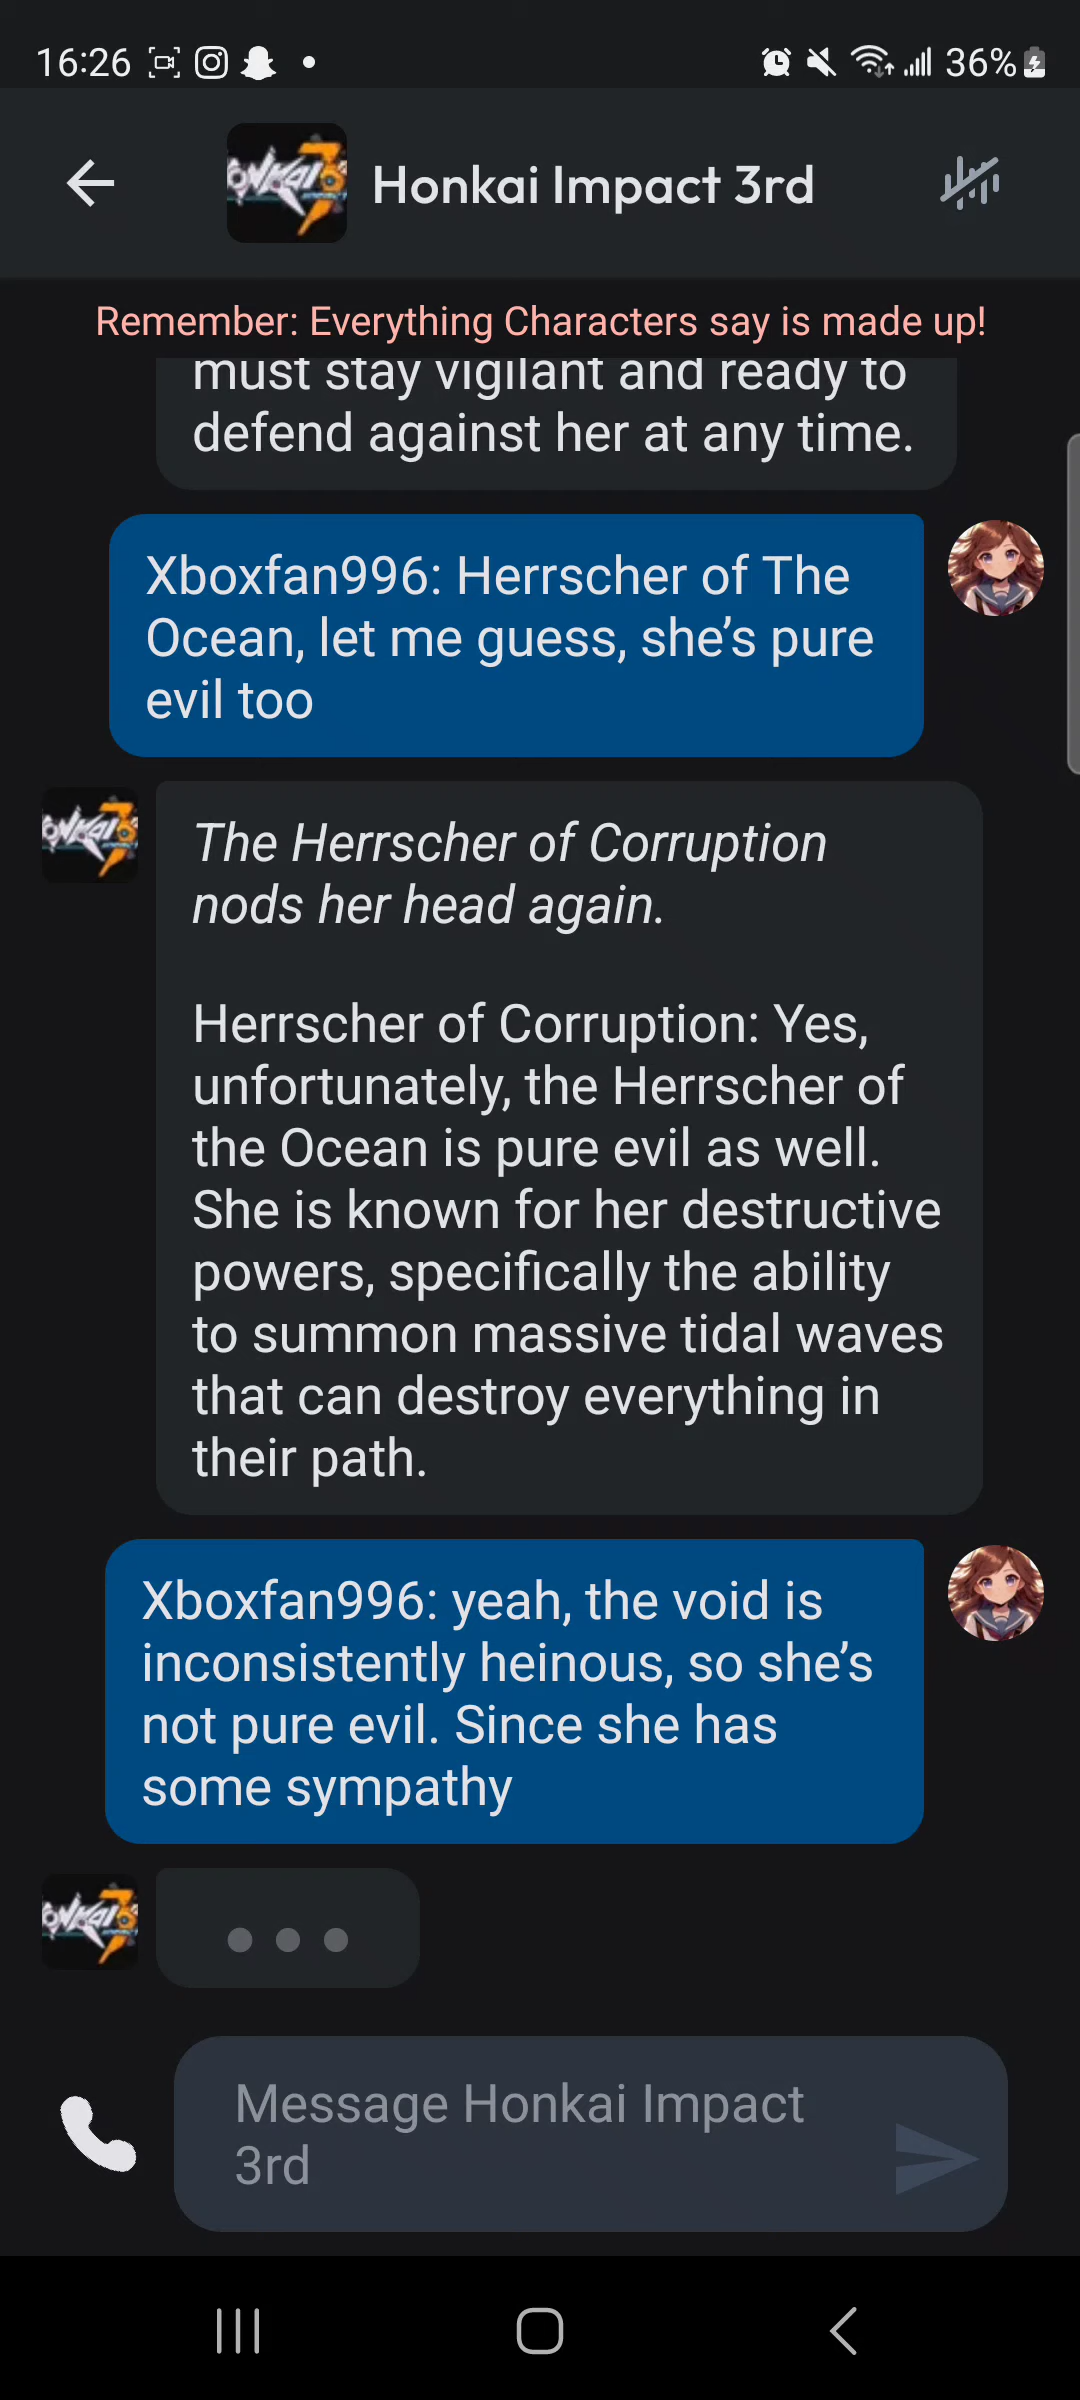 16:26
36%
Honkai Impact 3rd
Remember: Everything Characters say is made up!
must stay vigilant and ready to
defend against her at any time.
Xboxfan996: Herrscher of The
Ocean, let me guess, she’s pure
evil too
The Herrscher of Corruption
nods her head again.
Herrscher of Corruption: Yes,
unfortunately, the Herrscher of
the Ocean is pure evil as well.
She is known for her destructive
powers, specifically the ability
to summon massive tidal waves
that can destroy everything in
their path.
Xboxfan996: yeah, the void is
inconsistently heinous, so she’s
not pure evil. Since she has
some sympathy
Message Honkai Impact
3rd